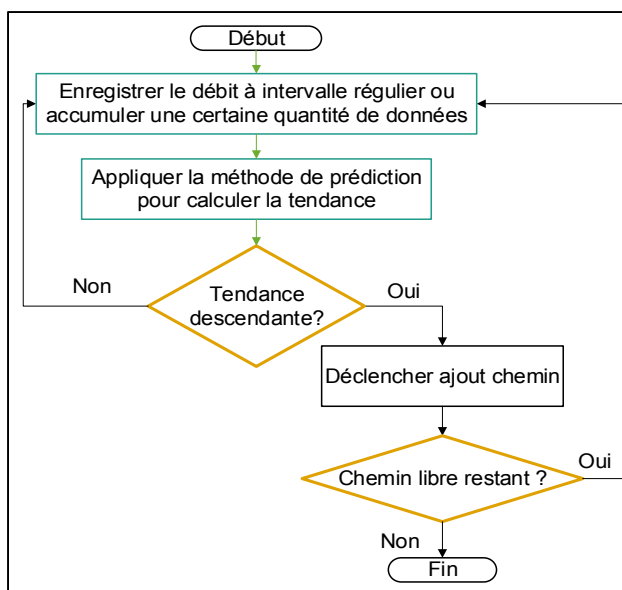 Début
Enregistrer le débit à intervalle régulier ou
accumuler une certaine quantité de données
Appliquer la méthode de prédiction
pour calculer la tendance
Non
Tendance
descendante?
Oui
Déclencher ajout chemin
Chemin libre restant ?
Oui
Non
Fin